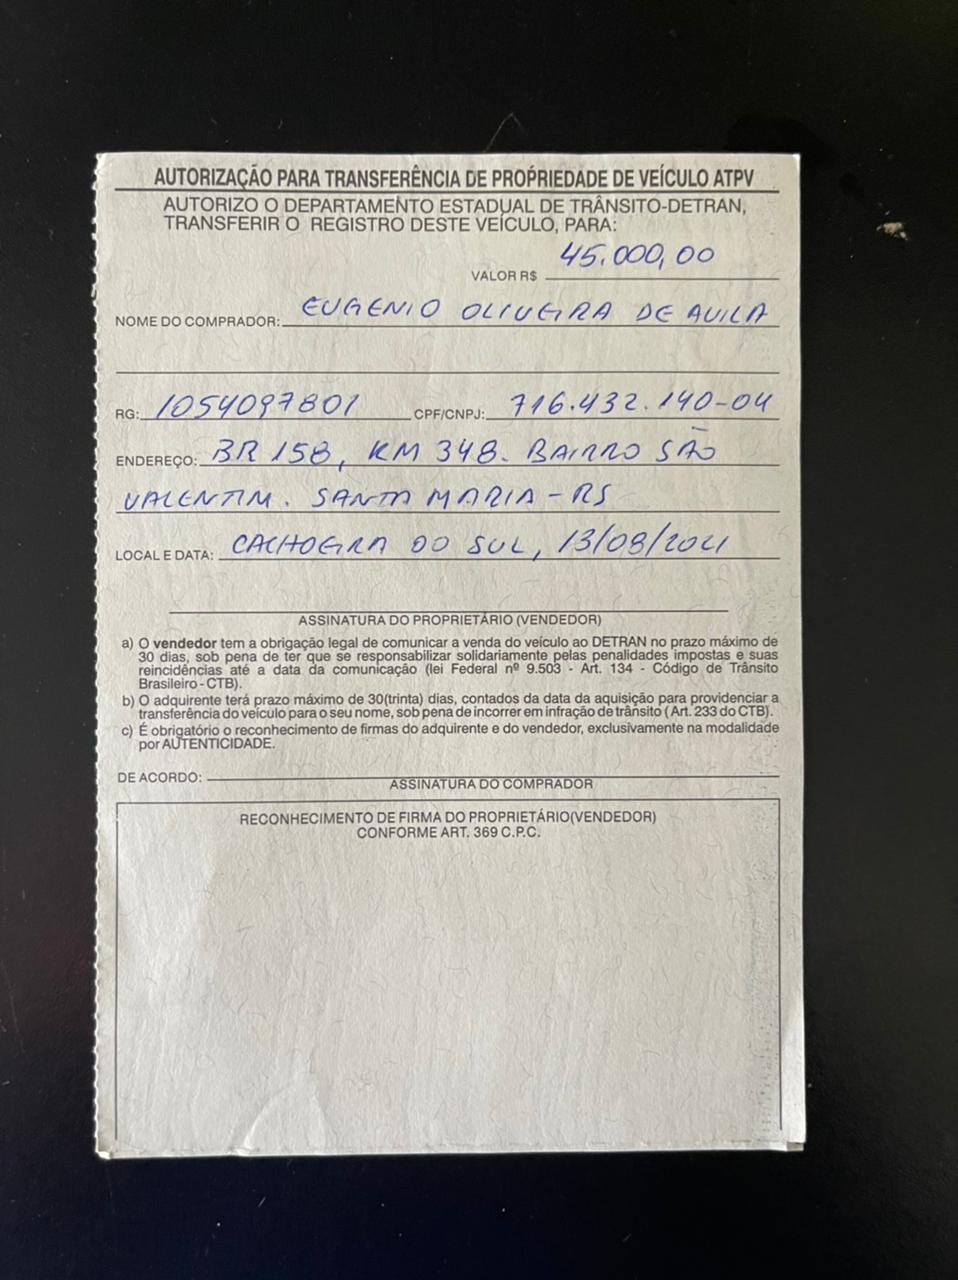 AUTORIZAÇÃO PARA TRANSFERÊNCIA DE PROPRIEDADE DE VEÍCULO ATPV
AUTORIZO O DEPARTAMENTO ESTADUAL DE TRÂNSITO-DETRAN,
TRANSFERIR O REGISTRO DESTE VEÍCULO, PARA:
VALOR R$ 45.000,00
NOME DO COMPRADOR: EUGENIO OLIVEIRA DE AVILA
RG: 1054097801 CPF/CNPJ: 716.432.140-04
ENDEREÇO: BR 158, KM 348. BAIRRO SÃO
VALENTIM. SANTA MARIA - RS
LOCAL E DATA: CACHOEIRA DO SUL, 13/08/2021
ASSINATURA DO PROPRIETÁRIO (VENDEDOR)
a) O vendedor tem a obrigação legal de comunicar a venda do veículo ao DETRAN no prazo máximo de
30 dias, sob pena de ter que se responsabilizar solidariamente pelas penalidades impostas e suas
reincidências até a data da comunicação (lei Federal nº 9.503 - Art. 134 - Código de Trânsito
Brasileiro - CTB).
b) O adquirente terá prazo máximo de 30(trinta) dias, contados da data da aquisição para providenciar a
transferência do veículo para o seu nome, sob pena de incorrer em infração de trânsito (Art. 233 do CTB).
c) É obrigatório o reconhecimento de firmas do adquirente e do vendedor, exclusivamente na modalidade
por AUTENTICIDADE.
DE ACORDO:
ASSINATURA DO COMPRADOR
RECONHECIMENTO DE FIRMA DO PROPRIETÁRIO(VENDEDOR)
CONFORME ART. 369 C.P.C.